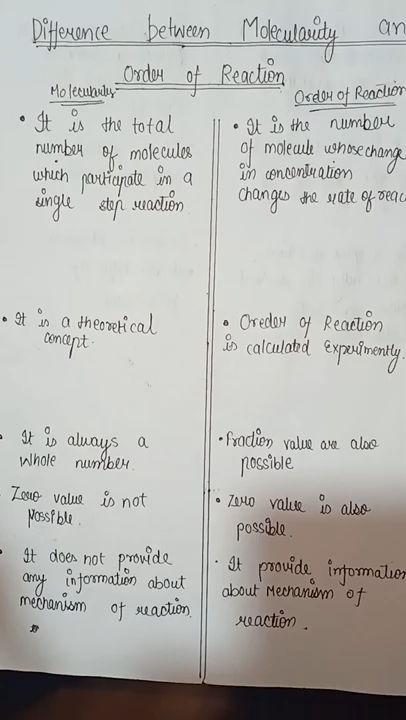 Difference between Molecularity an
Order of Reaction
Molecularity
• It is the total
number of molecules
which participate in a
single step reaction
• It is a theoretical
concept.
• It is always a
whole number.
Zero value is not
possible.
• It does not provide
any information about
mechanism of reaction.
Order of Reaction
• It is the number
of molecule whose change
in concentration
changes the rate of reac
• Oreder of Reaction
is calculated Experimently.
• Fraction value are also
possible
• Zero value is also
possible.
• It provide information
about Mechanism of
reaction.